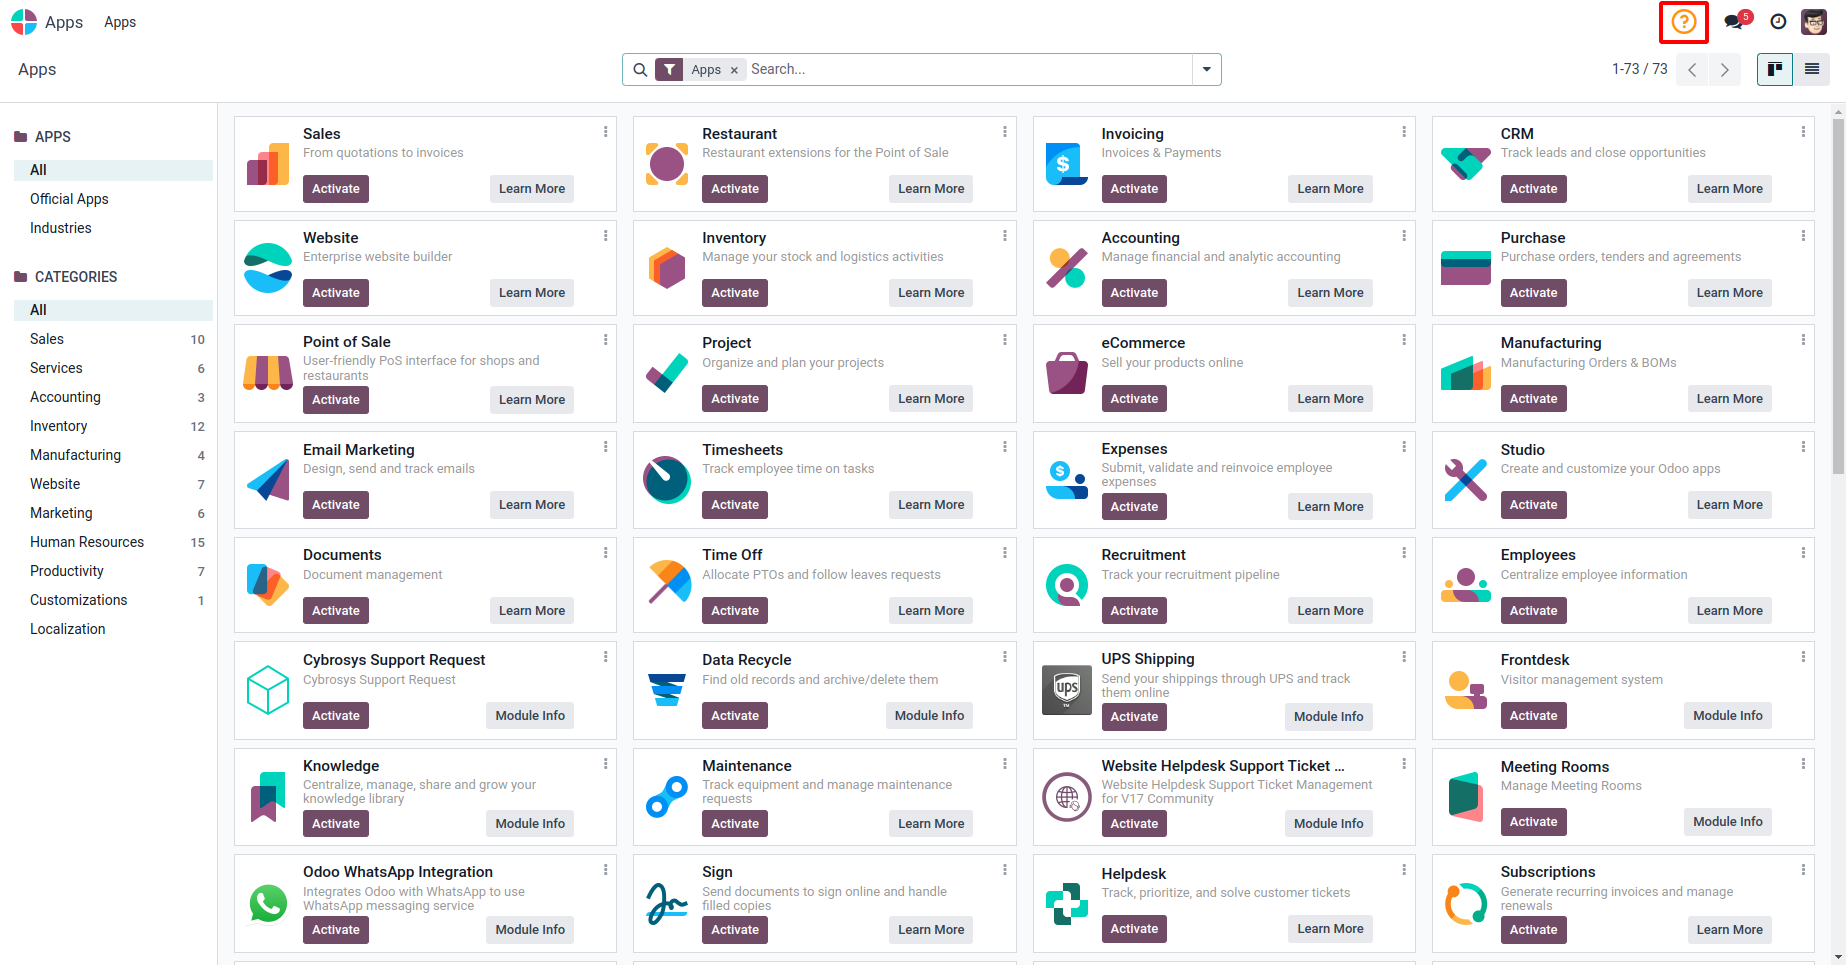 Apps Apps ? 5
Apps Apps × Search... 1-73 / 73
APPS
All
Official Apps
Industries
CATEGORIES
All
Sales 10
Services 6
Accounting 3
Inventory 12
Manufacturing 4
Website 7
Marketing 6
Human Resources 15
Productivity 7
Customizations 1
Localization
Sales
From quotations to invoices
Activate Learn More
Restaurant
Restaurant extensions for the Point of Sale
Activate Learn More
$
Invoicing
Invoices & Payments
Activate Learn More
CRM
Track leads and close opportunities
Activate Learn More
Website
Enterprise website builder
Activate Learn More
Inventory
Manage your stock and logistics activities
Activate Learn More
Accounting
Manage financial and analytic accounting
Activate Learn More
Purchase
Purchase orders, tenders and agreements
Activate Learn More
Point of Sale
User-friendly PoS interface for shops and
restaurants
Activate Learn More
Project
Organize and plan your projects
Activate Learn More
eCommerce
Sell your products online
Activate Learn More
Manufacturing
Manufacturing Orders & BOMs
Activate Learn More
Email Marketing
Design, send and track emails
Activate Learn More
Timesheets
Track employee time on tasks
Activate Learn More
$
Expenses
Submit, validate and reinvoice employee
expenses
Activate Learn More
Studio
Create and customize your Odoo apps
Activate Learn More
Documents
Document management
Activate Learn More
Time Off
Allocate PTOs and follow leaves requests
Activate Learn More
Recruitment
Track your recruitment pipeline
Activate Learn More
Employees
Centralize employee information
Activate Learn More
Cybrosys Support Request
Cybrosys Support Request
Activate Module Info
Data Recycle
Find old records and archive/delete them
Activate Module Info
ups
TM
UPS Shipping
Send your shippings through UPS and track
them online
Activate Module Info
Frontdesk
Visitor management system
Activate Module Info
Knowledge
Centralize, manage, share and grow your
knowledge library
Activate Module Info
Maintenance
Track equipment and manage maintenance
requests
Activate Learn More
Website Helpdesk Support Ticket ...
Website Helpdesk Support Ticket Management
for V17 Community
Activate Module Info
Meeting Rooms
Manage Meeting Rooms
Activate Module Info
Odoo WhatsApp Integration
Integrates Odoo with WhatsApp to use
WhatsApp messaging service
Activate Module Info
Sign
Send documents to sign online and handle
filled copies
Activate Learn More
Helpdesk
Track, prioritize, and solve customer tickets
Activate Learn More
Subscriptions
Generate recurring invoices and manage
renewals
Activate Learn More